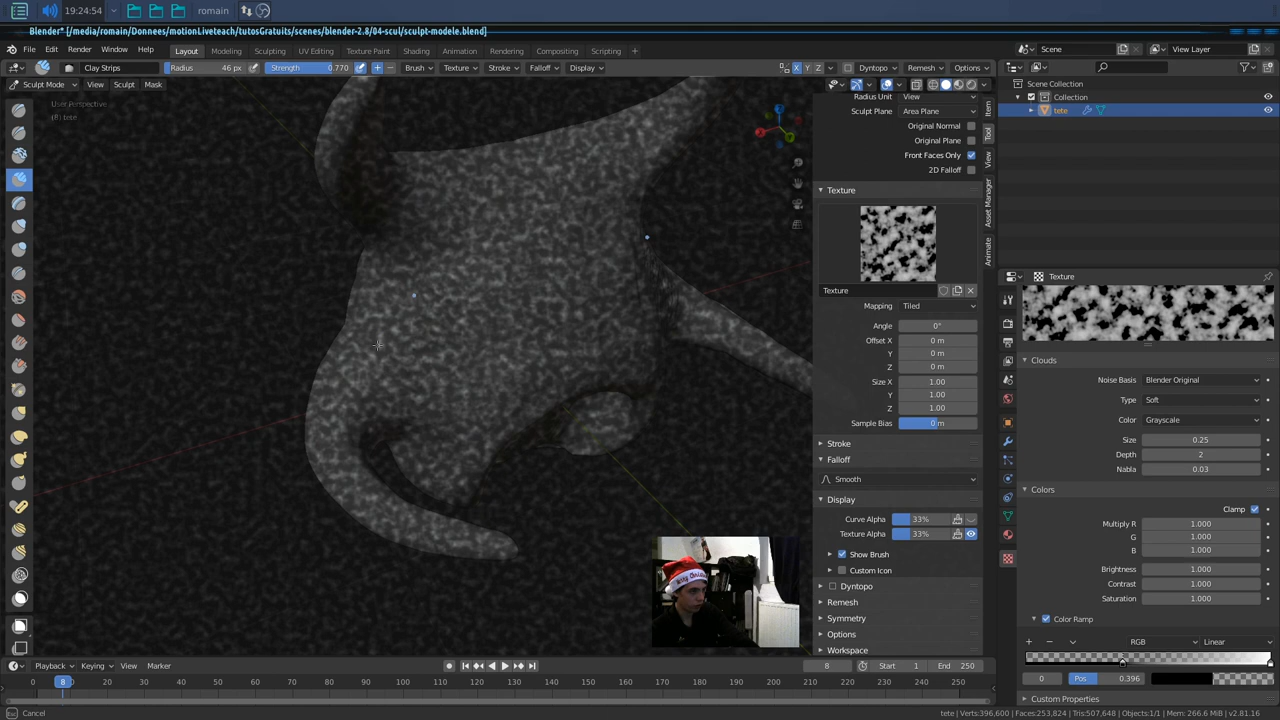 19:24:54 romain
Blender* [/media/romain/Donnees/motionLiveteach/tutosGratuits/scenes/blender-2.8/04-scul/sculpt-modele.blend]
File Edit Render Window Help Layout Modeling Sculpting UV Editing Texture Paint Shading Animation Rendering Compositing Scripting + Scene View Layer
Clay Strips Radius 46 px Strength 0.770 Brush Texture Stroke Falloff Display X Y Z Dyntopo Remesh Options
Sculpt Mode View Sculpt Mask Scene Collection
User Perspective
(8) tete
Radius Unit View
Collection
Sculpt Plane Area Plane
tete
Original Normal
Original Plane
Front Faces Only
2D Falloff
Item
Tool
View
Asset Manager
Animate
Texture
Texture
Texture
Mapping Tiled
Angle 0°
Offset X 0 m
Y 0 m
Z 0 m
Size X 1.00
Y 1.00
Z 1.00
Sample Bias 0 m
Stroke
Falloff
Smooth
Display
Curve Alpha 33%
Texture Alpha 33%
Show Brush
Custom Icon
Dyntopo
Remesh
Symmetry
Options
Workspace
Clouds
Noise Basis Blender Original
Type Soft
Color Grayscale
Size 0.25
Depth 2
Nabla 0.03
Colors
Clamp
Multiply R 1.000
G 1.000
B 1.000
Brightness 1.000
Contrast 1.000
Saturation 1.000
Color Ramp
RGB Linear
0 Pos 0.396
Custom Properties
Playback Keying View Marker 8 Start 1 End 250
0 8 10 20 30 40 50 60 70 80 90 100 110 120 130 140 150 160 170 180 190 200 210 220 230 240 250
Cancel tete | Verts:396,600 | Faces:253,824 | Tris:507,648 | Objects:1/1 | Mem: 266.6 MiB | v2.81.16